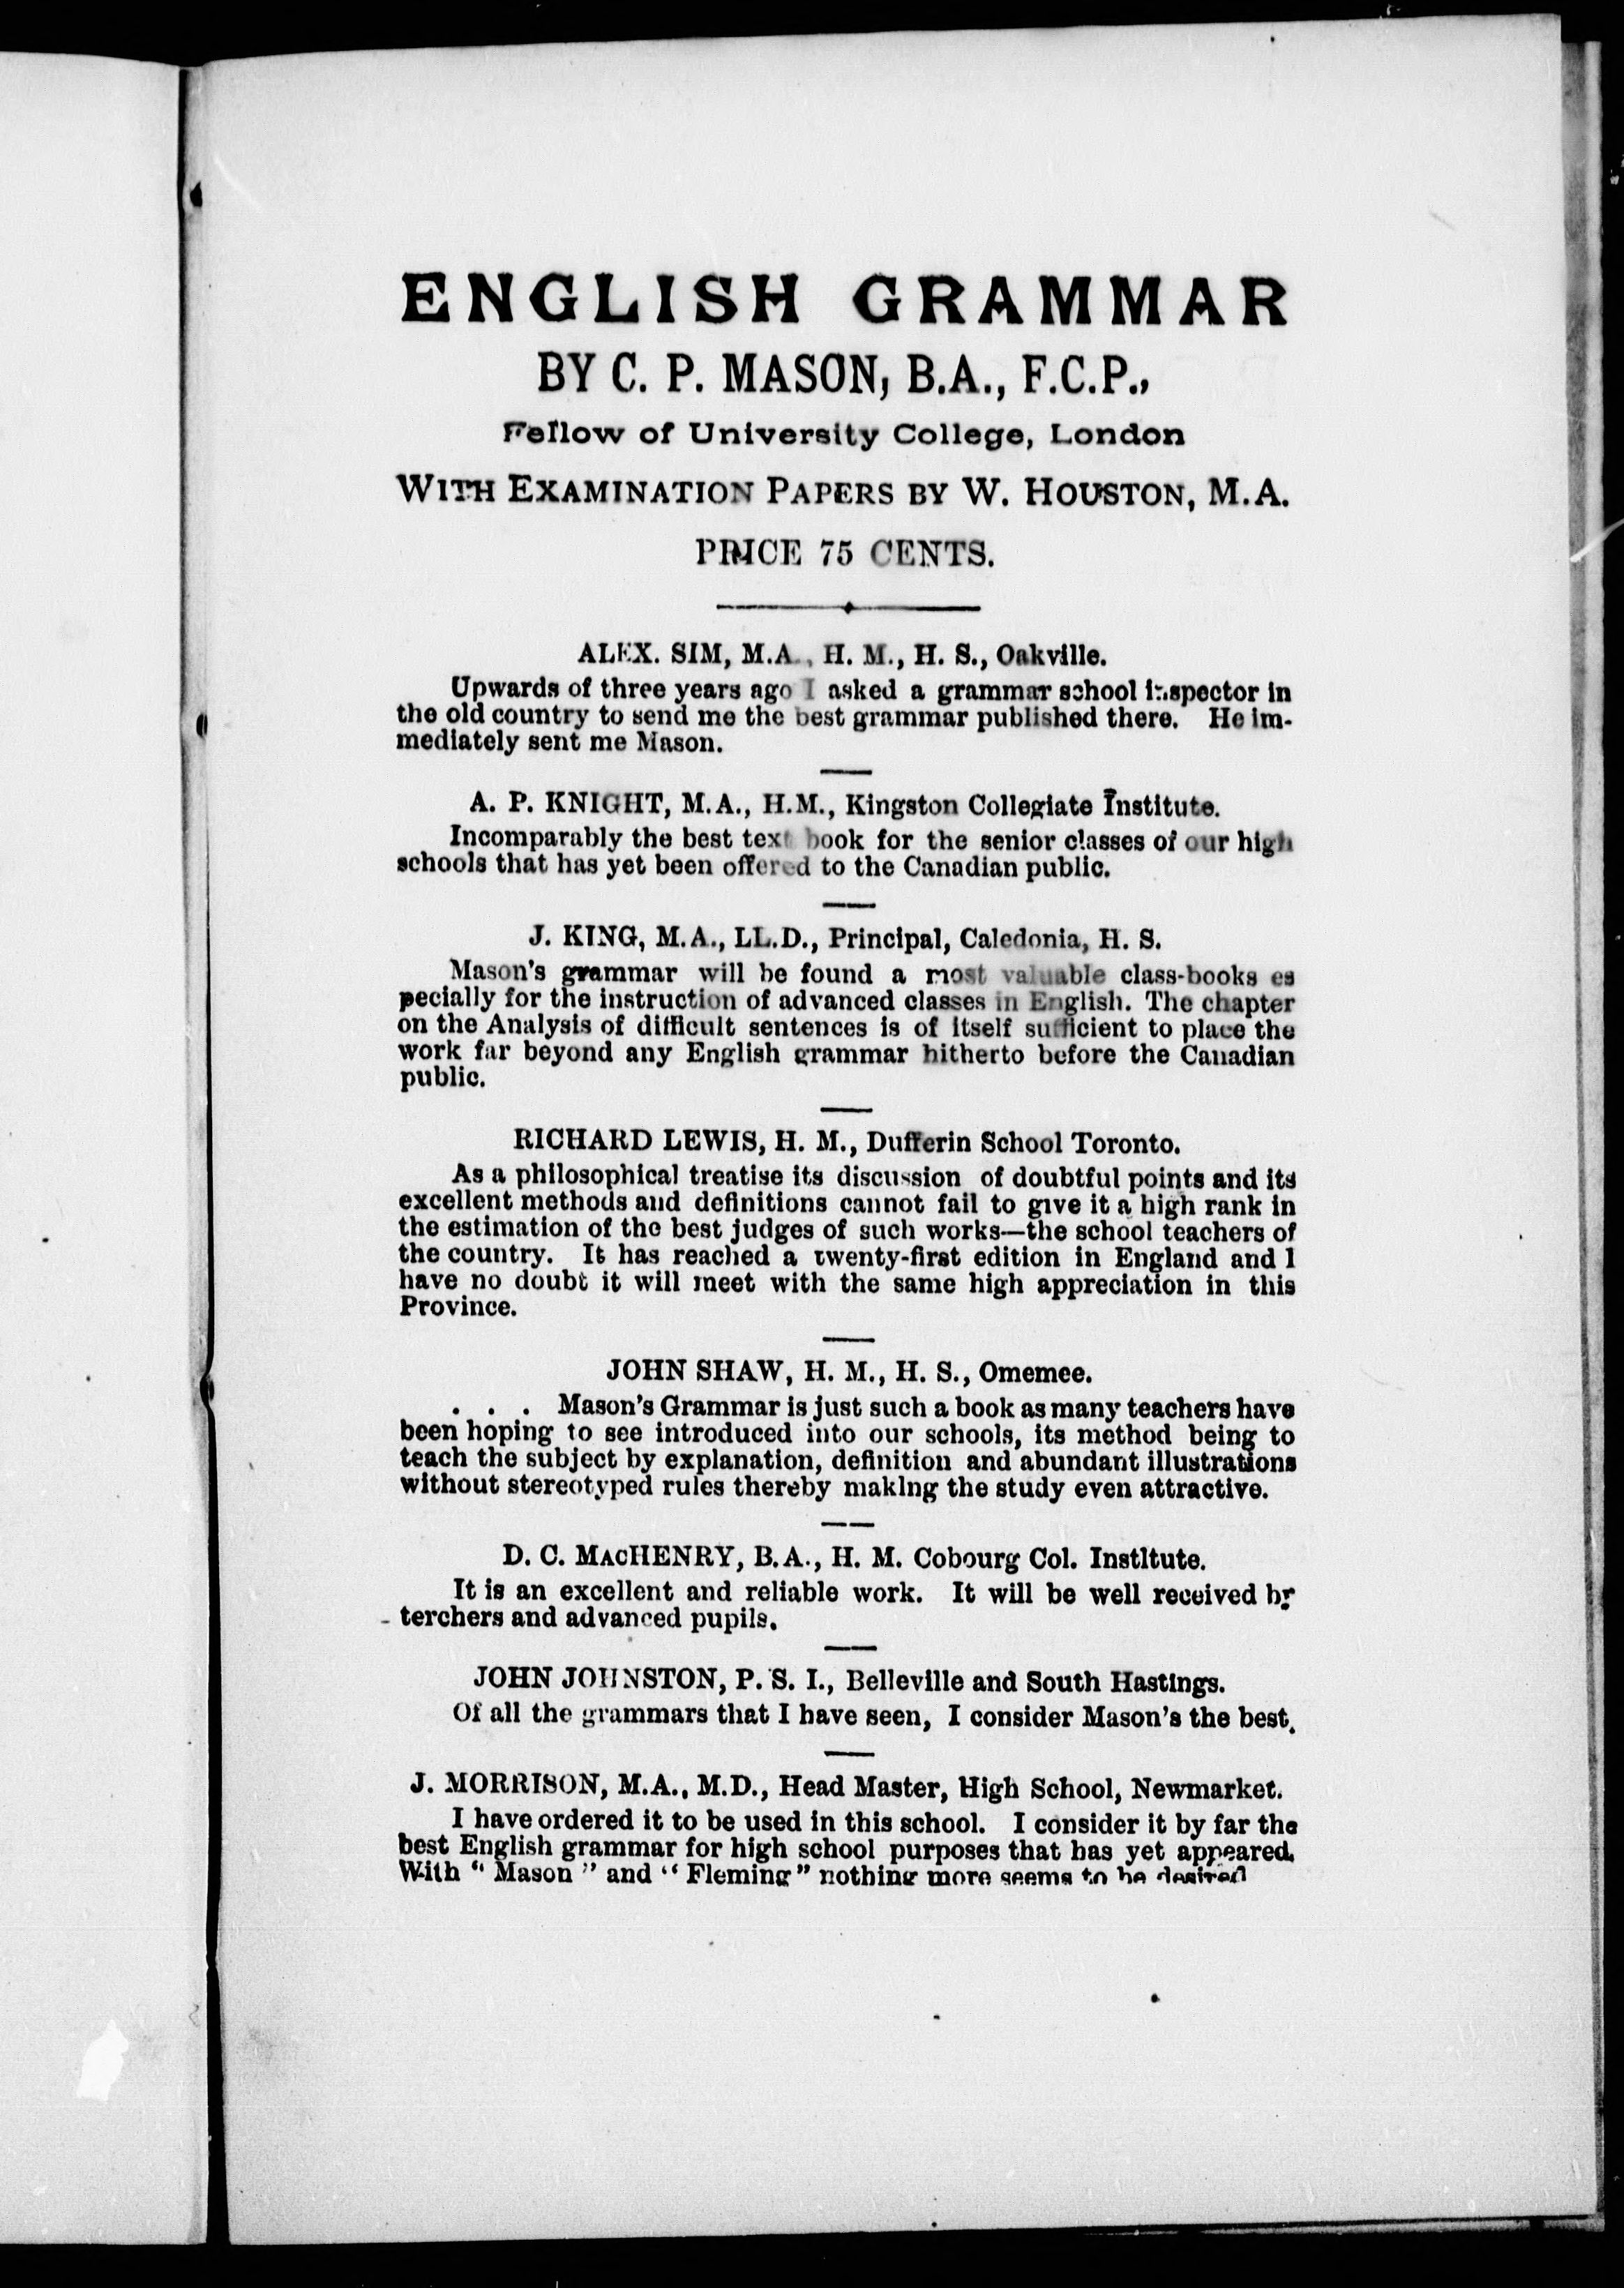 ENGLISH GRAMMAR
BY C. P. MASON, B.A., F.C.P.,
Fellow of University College, London
WITH EXAMINATION PAPERS BY W. HOUSTON, M.A.
PRICE 75 CENTS.
ALEX. SIM, M.A., H. M., H. S., Oakville.
Upwards of three years ago I asked a grammar school inspector in
the old country to send me the best grammar published there. He im-
mediately sent me Mason.
A. P. KNIGHT, M.A., H.M., Kingston Collegiate Institute.
Incomparably the best text book for the senior classes of our high
schools that has yet been offered to the Canadian public.
J. KING, M.A., LL.D., Principal, Caledonia, H. S.
Mason's grammar will be found a most valuable class-books es
pecially for the instruction of advanced classes in English. The chapter
on the Analysis of difficult sentences is of itself sufficient to place the
work far beyond any English grammar hitherto before the Canadian
public.
RICHARD LEWIS, H. M., Dufferin School Toronto.
As a philosophical treatise its discussion of doubtful points and its
excellent methods and definitions cannot fail to give it a high rank in
the estimation of the best judges of such works—the school teachers of
the country. It has reached a twenty-first edition in England and I
have no doubt it will meet with the same high appreciation in this
Province.
JOHN SHAW, H. M., H. S., Omemee.
. . . Mason's Grammar is just such a book as many teachers have
been hoping to see introduced into our schools, its method being to
teach the subject by explanation, definition and abundant illustrations
without stereotyped rules thereby making the study even attractive.
D. C. MACHENRY, B.A., H. M. Cobourg Col. Institute.
It is an excellent and reliable work. It will be well received by
terchers and advanced pupils.
JOHN JOHNSTON, P. S. I., Belleville and South Hastings.
Of all the grammars that I have seen, I consider Mason's the best.
J. MORRISON, M.A., M.D., Head Master, High School, Newmarket.
I have ordered it to be used in this school. I consider it by far the
best English grammar for high school purposes that has yet appeared.
With "Mason" and "Fleming" nothing more seems to be desired